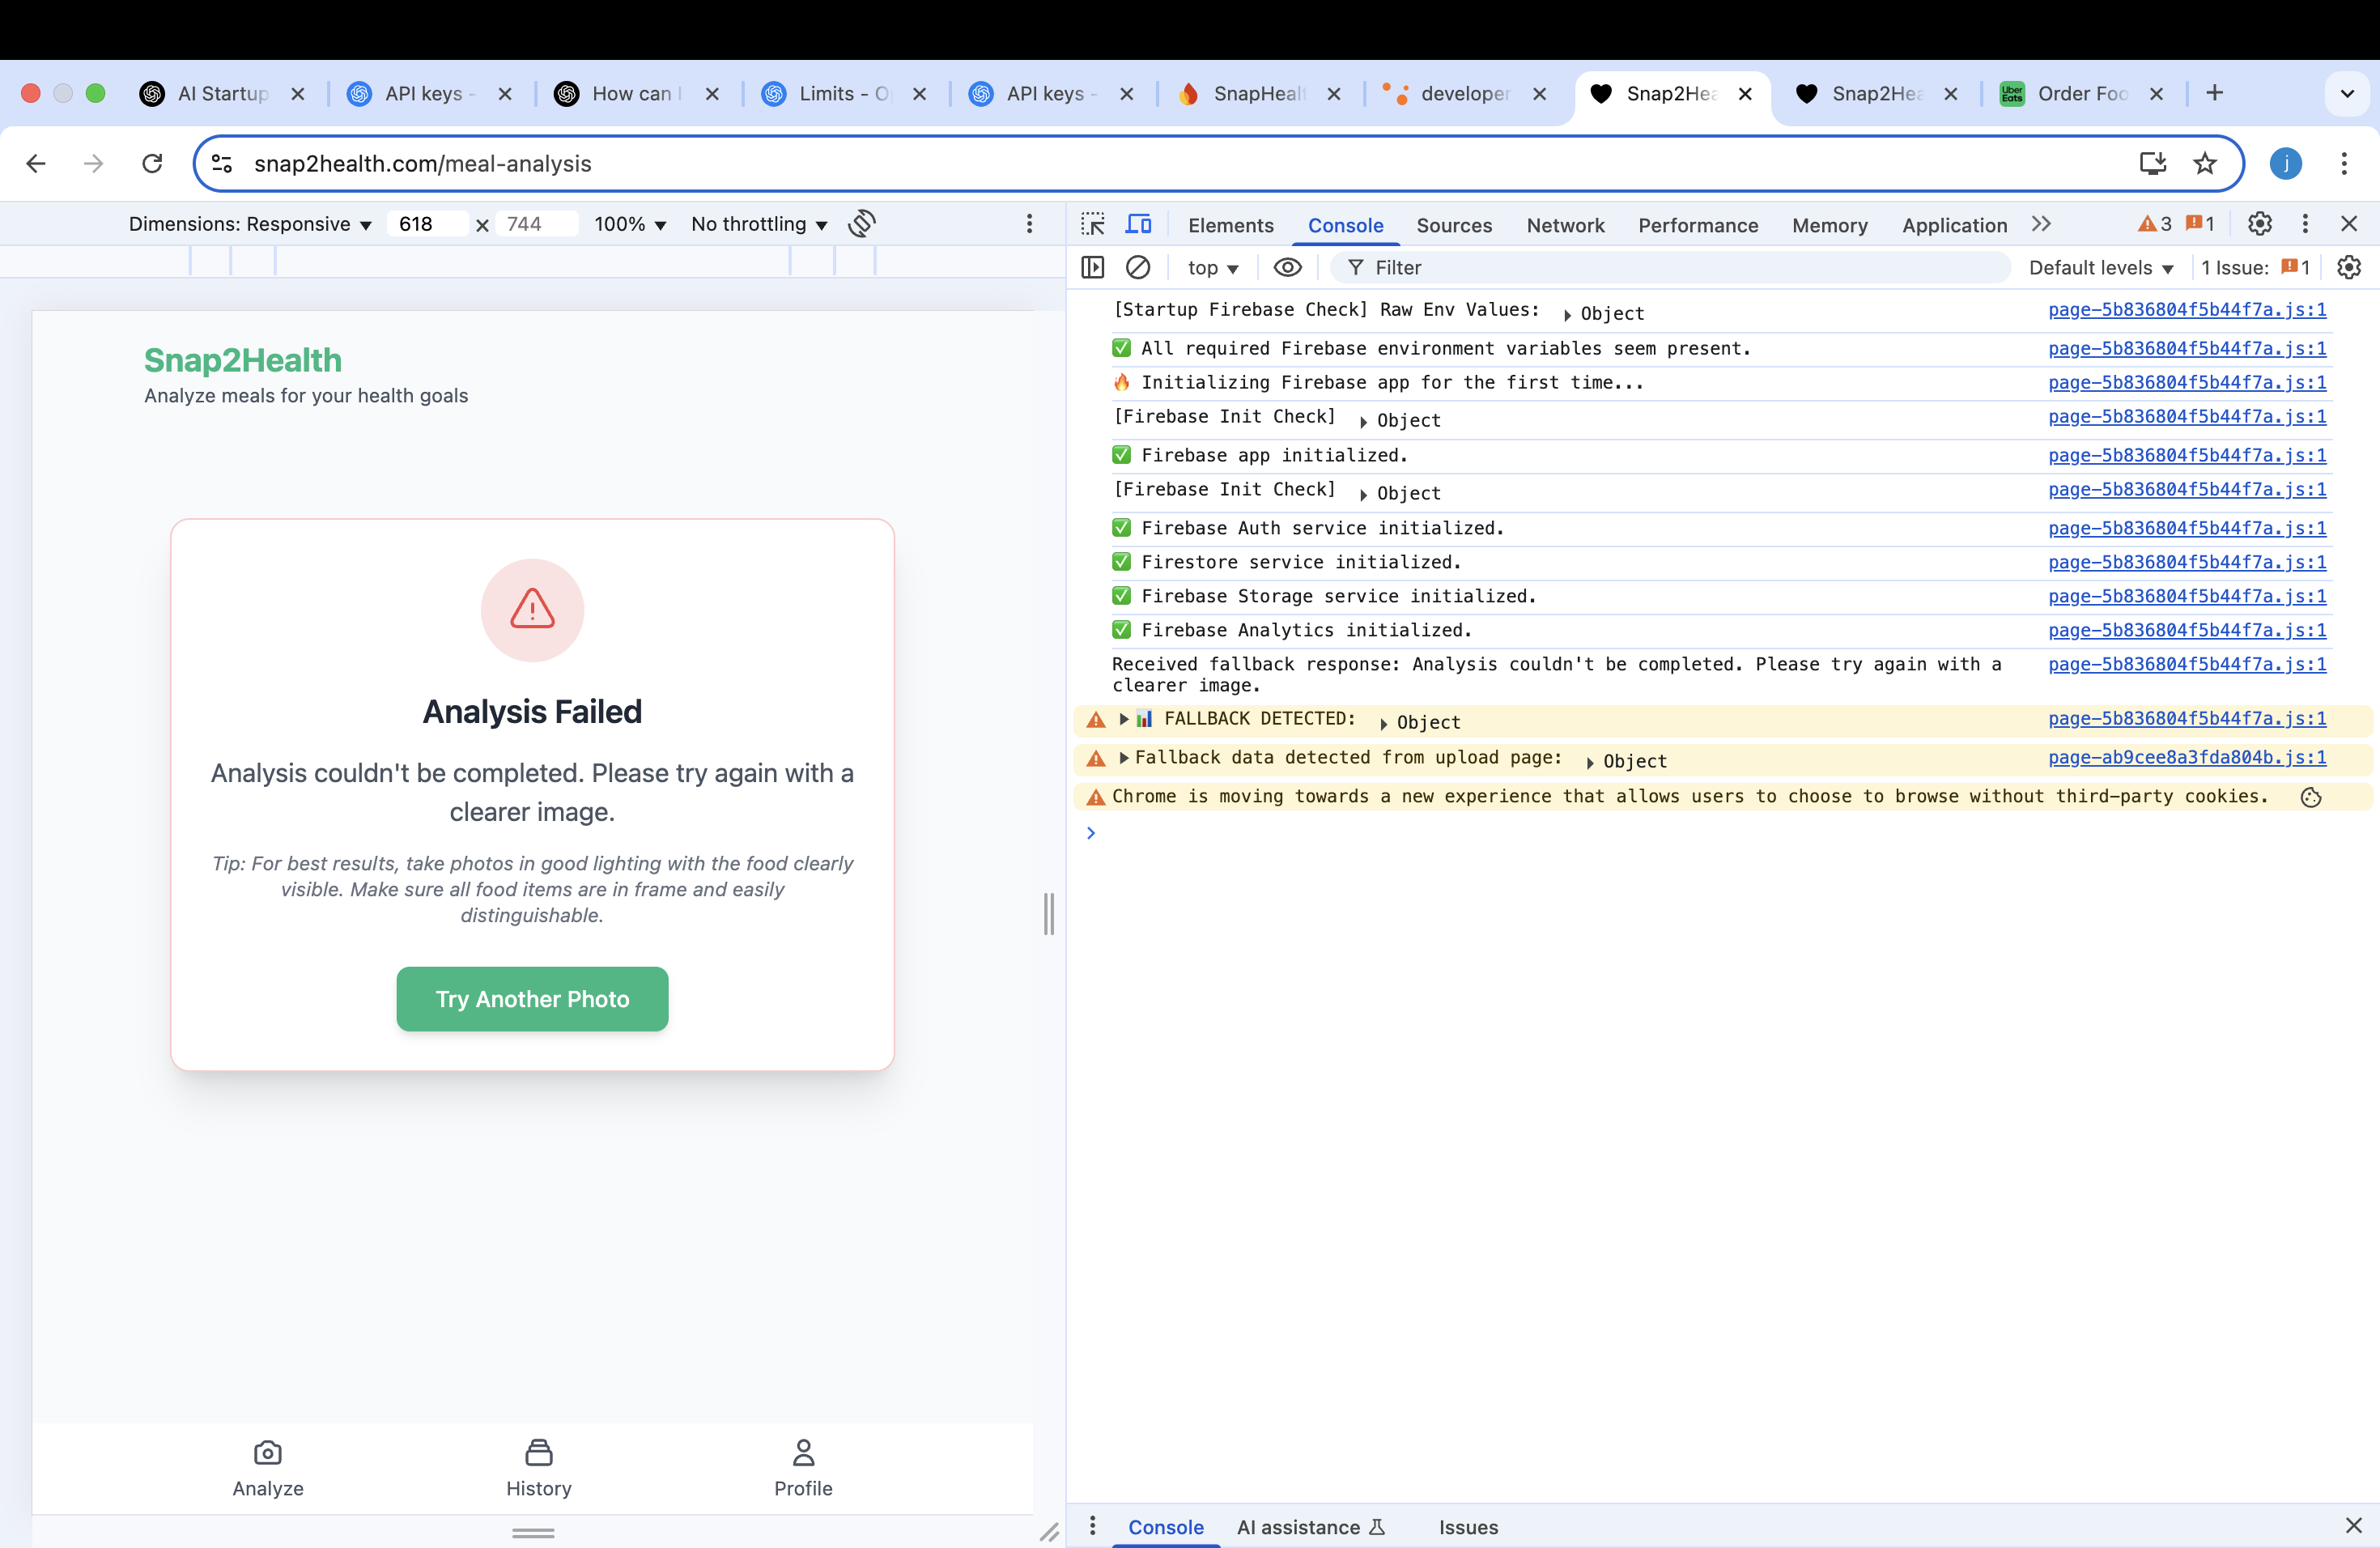 AI Startup
API keys -
How can I
Limits - O
API keys -
SnapHealt
developer
Snap2Hea
Snap2Hea
Uber Eats
Order Foo
snap2health.com/meal-analysis
j
Dimensions: Responsive 618 × 744 100% No throttling
Elements Console Sources Network Performance Memory Application 3 1
top Filter Default levels 1 Issue: 1
Snap2Health
Analyze meals for your health goals
Analysis Failed
Analysis couldn't be completed. Please try again with a
clearer image.
Tip: For best results, take photos in good lighting with the food clearly
visible. Make sure all food items are in frame and easily
distinguishable.
Try Another Photo
Analyze
History
Profile
[Startup Firebase Check] Raw Env Values: Object page-5b836804f5b44f7a.js:1
✅ All required Firebase environment variables seem present. page-5b836804f5b44f7a.js:1
🔥 Initializing Firebase app for the first time... page-5b836804f5b44f7a.js:1
[Firebase Init Check] Object page-5b836804f5b44f7a.js:1
✅ Firebase app initialized. page-5b836804f5b44f7a.js:1
[Firebase Init Check] Object page-5b836804f5b44f7a.js:1
✅ Firebase Auth service initialized. page-5b836804f5b44f7a.js:1
✅ Firestore service initialized. page-5b836804f5b44f7a.js:1
✅ Firebase Storage service initialized. page-5b836804f5b44f7a.js:1
✅ Firebase Analytics initialized. page-5b836804f5b44f7a.js:1
Received fallback response: Analysis couldn't be completed. Please try again with a page-5b836804f5b44f7a.js:1
clearer image.
📊 FALLBACK DETECTED: Object page-5b836804f5b44f7a.js:1
Fallback data detected from upload page: Object page-ab9cee8a3fda804b.js:1
Chrome is moving towards a new experience that allows users to choose to browse without third-party cookies.
Console AI assistance Issues